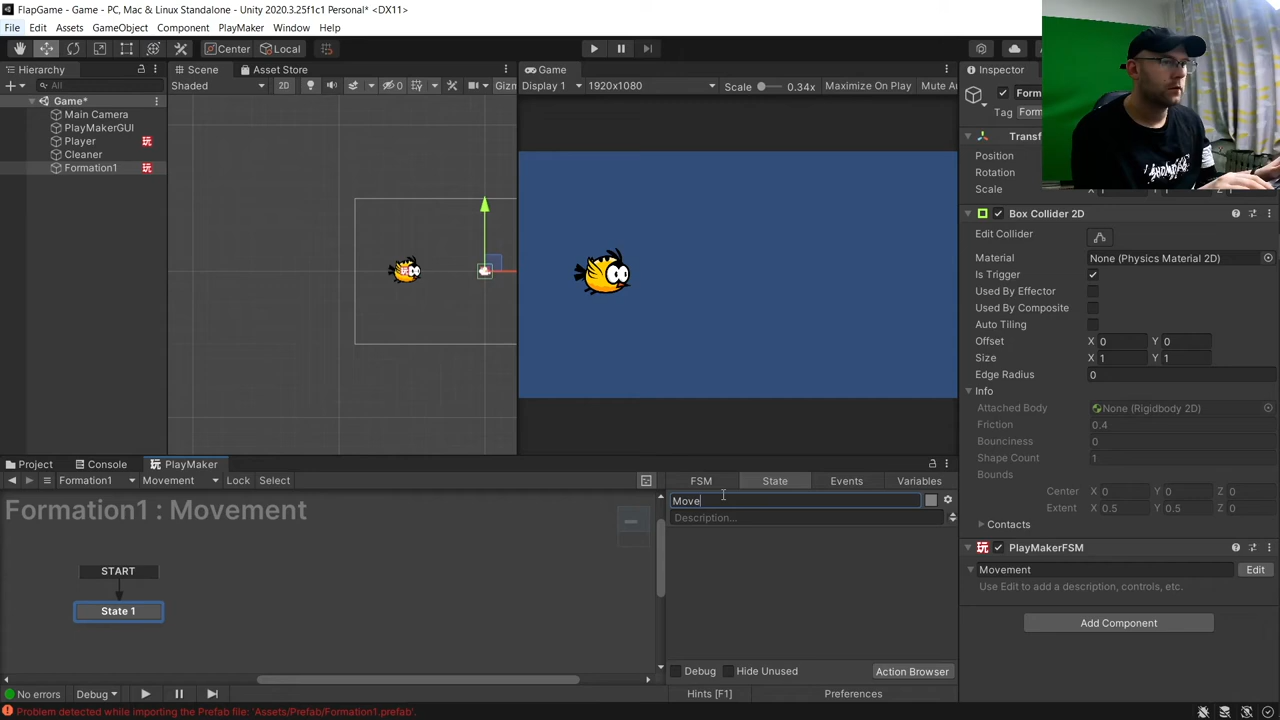 FlapGame - Game - PC, Mac & Linux Standalone - Unity 2020.3.25f1c1 Personal* <DX11>
File Edit Assets GameObject Component PlayMaker Window Help
Center Local
Hierarchy
All
Game*
Main Camera
PlayMakerGUI
Player
Cleaner
Formation1
Scene Asset Store
Shaded 2D 0 Gizm
Game
Display 1 1920x1080 Scale 0.34x Maximize On Play Mute Au
Inspector
Form
Tag Form
Transf
Position
Rotation
Scale
Box Collider 2D
Edit Collider
Material None (Physics Material 2D)
Is Trigger
Used By Effector
Used By Composite
Auto Tiling
Offset X 0 Y 0
Size X 1 Y 1
Edge Radius 0
Info
Attached Body None (Rigidbody 2D)
Friction 0.4
Bounciness 0
Shape Count 1
Bounds
Center X 0 Y 0 Z 0
Extent X 0.5 Y 0.5 Z 0
Contacts
PlayMakerFSM
Movement Edit
Use Edit to add a description, controls, etc.
Add Component
Project Console PlayMaker
Formation1 Movement Lock Select
Formation1 : Movement
START
State 1
FSM State Events Variables
Move
Description...
Debug Hide Unused Action Browser
No errors Debug Hints [F1] Preferences
Problem detected while importing the Prefab file: 'Assets/Prefab/Formation1.prefab'.